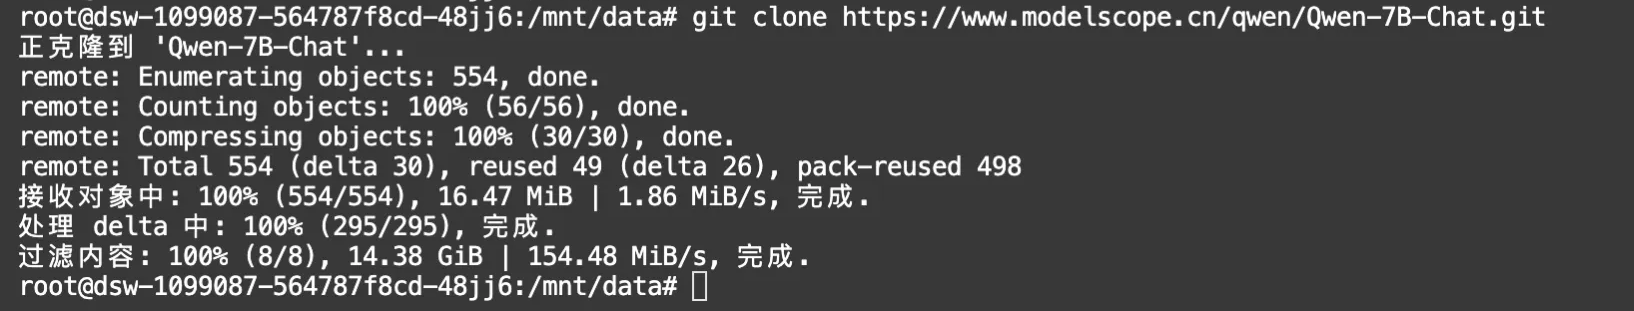 root@dsw-1099087-564787f8cd-48jj6:/mnt/data# git clone https://www.modelscope.cn/qwen/Qwen-7B-Chat.git
正克隆到 'Qwen-7B-Chat'...
remote: Enumerating objects: 554, done.
remote: Counting objects: 100% (56/56), done.
remote: Compressing objects: 100% (30/30), done.
remote: Total 554 (delta 30), reused 49 (delta 26), pack-reused 498
接收对象中: 100% (554/554), 16.47 MiB | 1.86 MiB/s, 完成.
处理 delta 中: 100% (295/295), 完成.
过滤内容: 100% (8/8), 14.38 GiB | 154.48 MiB/s, 完成.
root@dsw-1099087-564787f8cd-48jj6:/mnt/data#